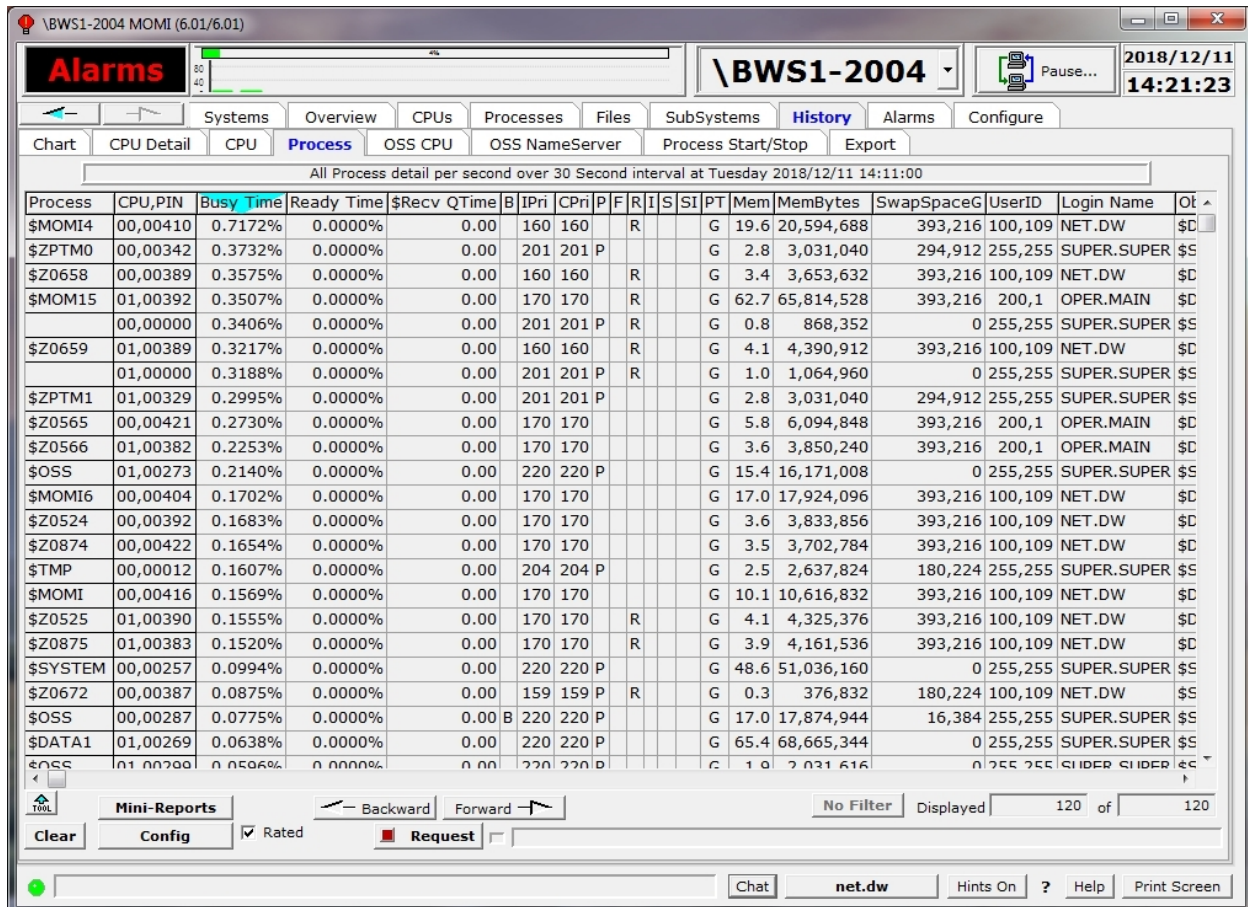 \BWS1-2004 MOMI (6.01/6.01)
Alarms
80
40
4%
\BWS1-2004
Pause...
2018/12/11
14:21:23
Systems Overview CPUs Processes Files SubSystems History Alarms Configure
Chart CPU Detail CPU Process OSS CPU OSS NameServer Process Start/Stop Export
All Process detail per second over 30 Second interval at Tuesday 2018/12/11 14:11:00
Process CPU,PIN Busy Time Ready Time $Recv QTime B IPri CPri P F R I S SI PT Mem MemBytes SwapSpaceG UserID Login Name Ob
$MOMI4 00,00410 0.7172% 0.0000% 0.00 160 160 R G 19.6 20,594,688 393,216 100,109 NET.DW $D
$ZPTM0 00,00342 0.3732% 0.0000% 0.00 201 201 P G 2.8 3,031,040 294,912 255,255 SUPER.SUPER $S
$Z0658 00,00389 0.3575% 0.0000% 0.00 160 160 R G 3.4 3,653,632 393,216 100,109 NET.DW $D
$MOM15 01,00392 0.3507% 0.0000% 0.00 170 170 R G 62.7 65,814,528 393,216 200,1 OPER.MAIN $D
00,00000 0.3406% 0.0000% 0.00 201 201 P R G 0.8 868,352 0 255,255 SUPER.SUPER $S
$Z0659 01,00389 0.3217% 0.0000% 0.00 160 160 R G 4.1 4,390,912 393,216 100,109 NET.DW $D
01,00000 0.3188% 0.0000% 0.00 201 201 P R G 1.0 1,064,960 0 255,255 SUPER.SUPER $S
$ZPTM1 01,00329 0.2995% 0.0000% 0.00 201 201 P G 2.8 3,031,040 294,912 255,255 SUPER.SUPER $S
$Z0565 00,00421 0.2730% 0.0000% 0.00 170 170 G 5.8 6,094,848 393,216 200,1 OPER.MAIN $D
$Z0566 01,00382 0.2253% 0.0000% 0.00 170 170 G 3.6 3,850,240 393,216 200,1 OPER.MAIN $D
$OSS 01,00273 0.2140% 0.0000% 0.00 220 220 P G 15.4 16,171,008 0 255,255 SUPER.SUPER $S
$MOMI6 00,00404 0.1702% 0.0000% 0.00 170 170 G 17.0 17,924,096 393,216 100,109 NET.DW $D
$Z0524 00,00392 0.1683% 0.0000% 0.00 170 170 G 3.6 3,833,856 393,216 100,109 NET.DW $D
$Z0874 00,00422 0.1654% 0.0000% 0.00 170 170 G 3.5 3,702,784 393,216 100,109 NET.DW $D
$TMP 00,00012 0.1607% 0.0000% 0.00 204 204 P G 2.5 2,637,824 180,224 255,255 SUPER.SUPER $S
$MOMI 00,00416 0.1569% 0.0000% 0.00 170 170 G 10.1 10,616,832 393,216 100,109 NET.DW $D
$Z0525 01,00390 0.1555% 0.0000% 0.00 170 170 R G 4.1 4,325,376 393,216 100,109 NET.DW $D
$Z0875 01,00383 0.1520% 0.0000% 0.00 170 170 R G 3.9 4,161,536 393,216 100,109 NET.DW $D
$SYSTEM 00,00257 0.0994% 0.0000% 0.00 220 220 P G 48.6 51,036,160 0 255,255 SUPER.SUPER $S
$Z0672 00,00387 0.0875% 0.0000% 0.00 159 159 P R G 0.3 376,832 180,224 100,109 NET.DW $S
$OSS 00,00287 0.0775% 0.0000% 0.00 B 220 220 P G 17.0 17,874,944 16,384 255,255 SUPER.SUPER $S
$DATA1 01,00269 0.0638% 0.0000% 0.00 220 220 P G 65.4 68,665,344 0 255,255 SUPER.SUPER $S
$OSS 01,00299 0.0596% 0.0000% 0.00 220 220 P G 1.9 2,031,616 0 255,255 SUPER.SUPER $S
TOOL Mini-Reports Backward Forward No Filter Displayed 120 of 120
Clear Config Rated Request
Chat net.dw Hints On ? Help Print Screen